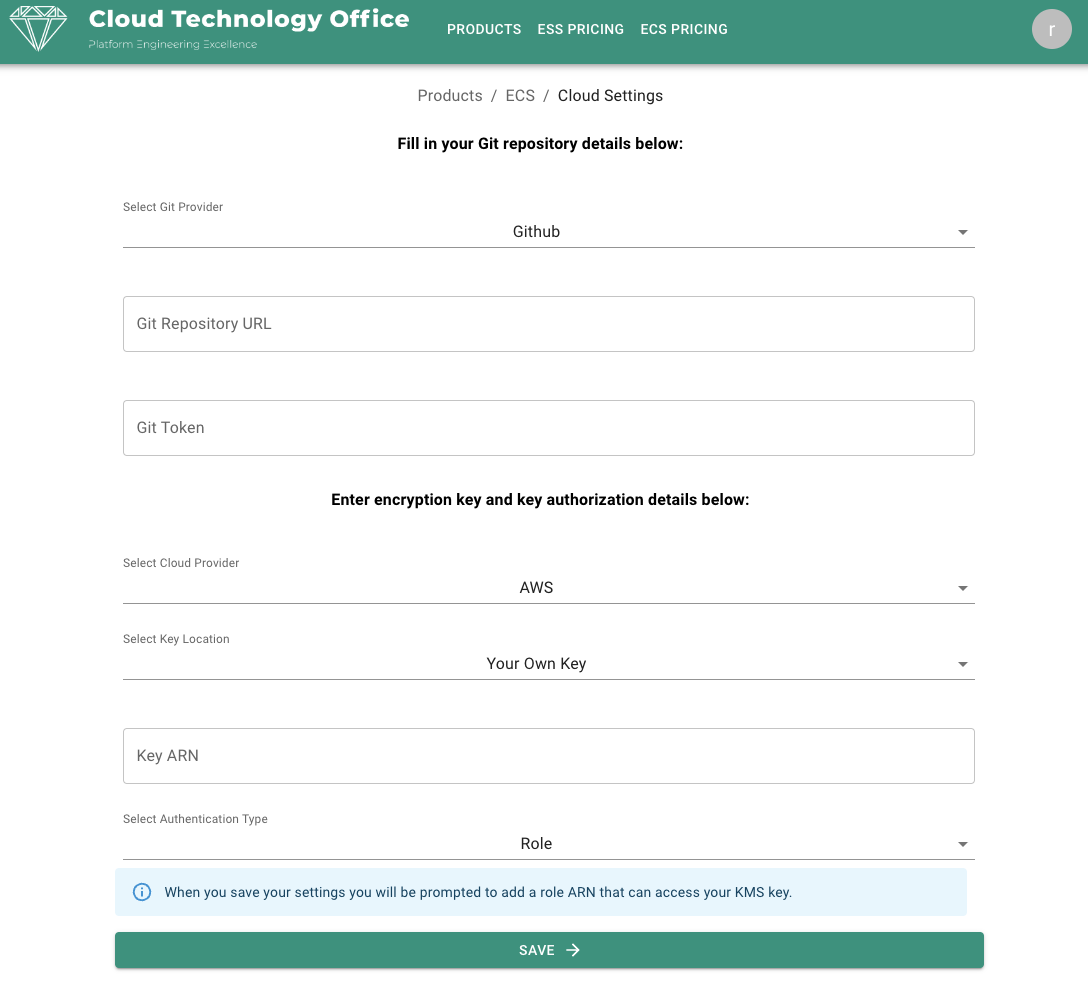 Cloud Technology Office
Platform Engineering Excellence
PRODUCTS ESS PRICING ECS PRICING
r
Products / ECS / Cloud Settings
Fill in your Git repository details below:
Select Git Provider
Github
Git Repository URL
Git Token
Enter encryption key and key authorization details below:
Select Cloud Provider
AWS
Select Key Location
Your Own Key
Key ARN
Select Authentication Type
Role
When you save your settings you will be prompted to add a role ARN that can access your KMS key.
SAVE